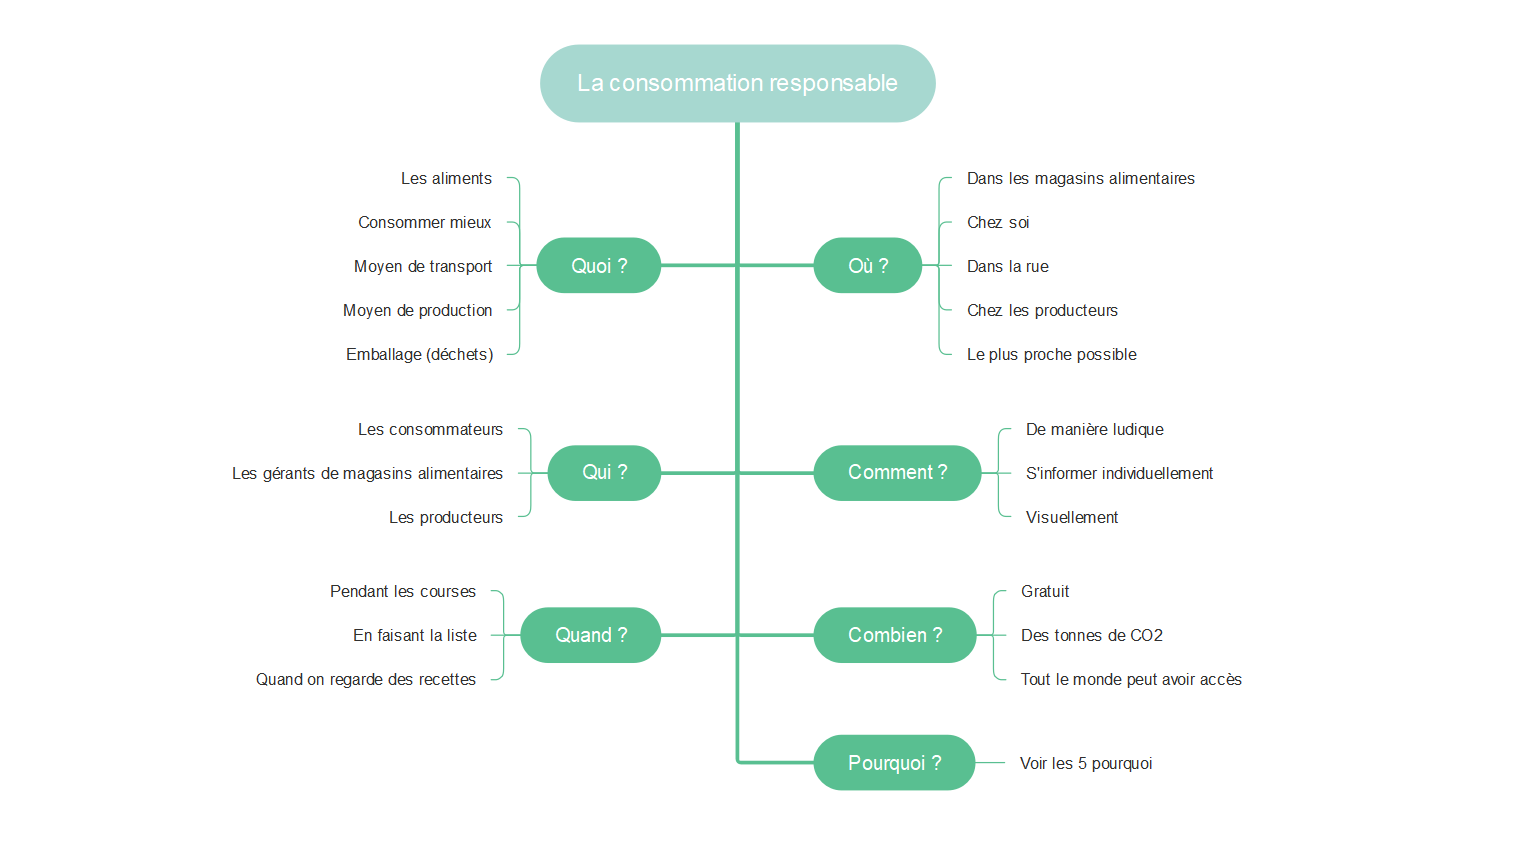 La consommation responsable
Quoi ?
Les aliments
Consommer mieux
Moyen de transport
Moyen de production
Emballage (déchets)
Où ?
Dans les magasins alimentaires
Chez soi
Dans la rue
Chez les producteurs
Le plus proche possible
Qui ?
Les consommateurs
Les gérants de magasins alimentaires
Les producteurs
Comment ?
De manière ludique
S'informer individuellement
Visuellement
Quand ?
Pendant les courses
En faisant la liste
Quand on regarde des recettes
Combien ?
Gratuit
Des tonnes de CO2
Tout le monde peut avoir accès
Pourquoi ?
Voir les 5 pourquoi